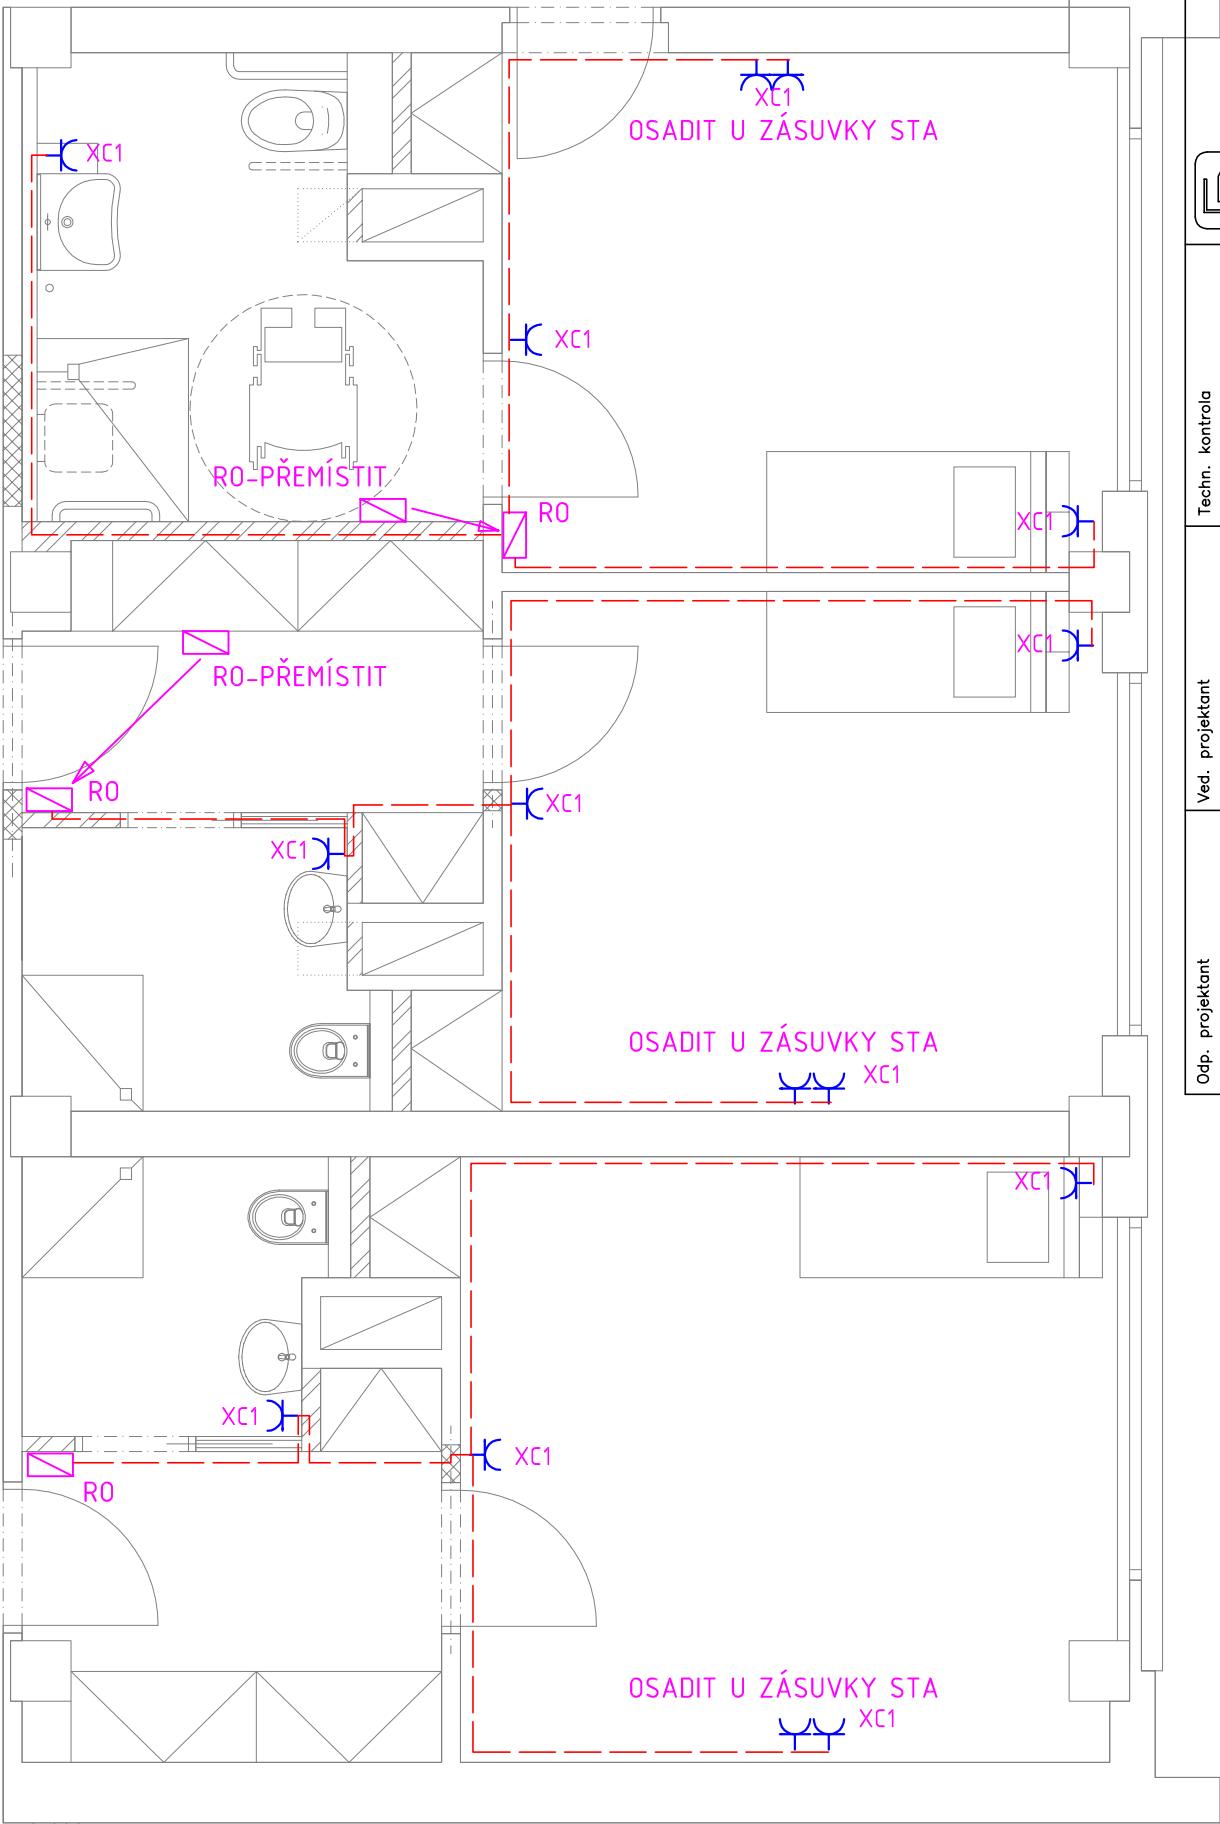 XC1
OSADIT U ZÁSUVKY STA
XC1
XC1
RO-PŘEMÍSTIT
RO
XC1
XC1
RO-PŘEMÍSTIT
RO
XC1
XC1
OSADIT U ZÁSUVKY STA
XC1
XC1
XC1
XC1
RO
OSADIT U ZÁSUVKY STA
XC1
Techn. kontrola
Ved. projektant
Odp. projektant